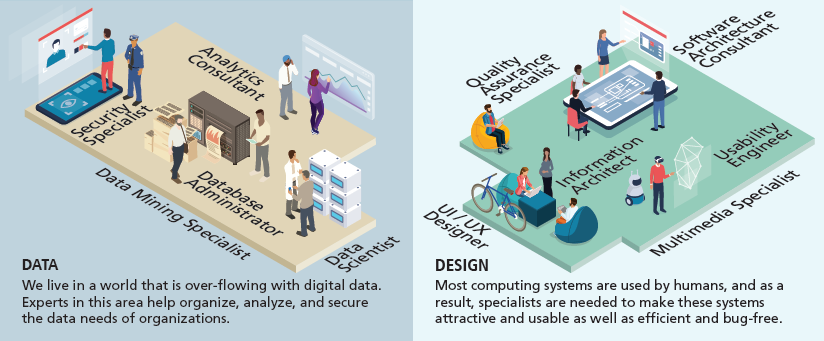 Analytics
Consultant
Security
Specialist
Database
Administrator
Data Mining Specialist
Data
Scientist
DATA
We live in a world that is over-flowing with digital data.
Experts in this area help organize, analyze, and secure
the data needs of organizations.
Software
Architecture
Consultant
Quality
Assurance
Specialist
Usability
Engineer
Information
Architect
UI / UX
Designer
Multimedia Specialist
DESIGN
Most computing systems are used by humans, and as a
result, specialists are needed to make these systems
attractive and usable as well as efficient and bug-free.